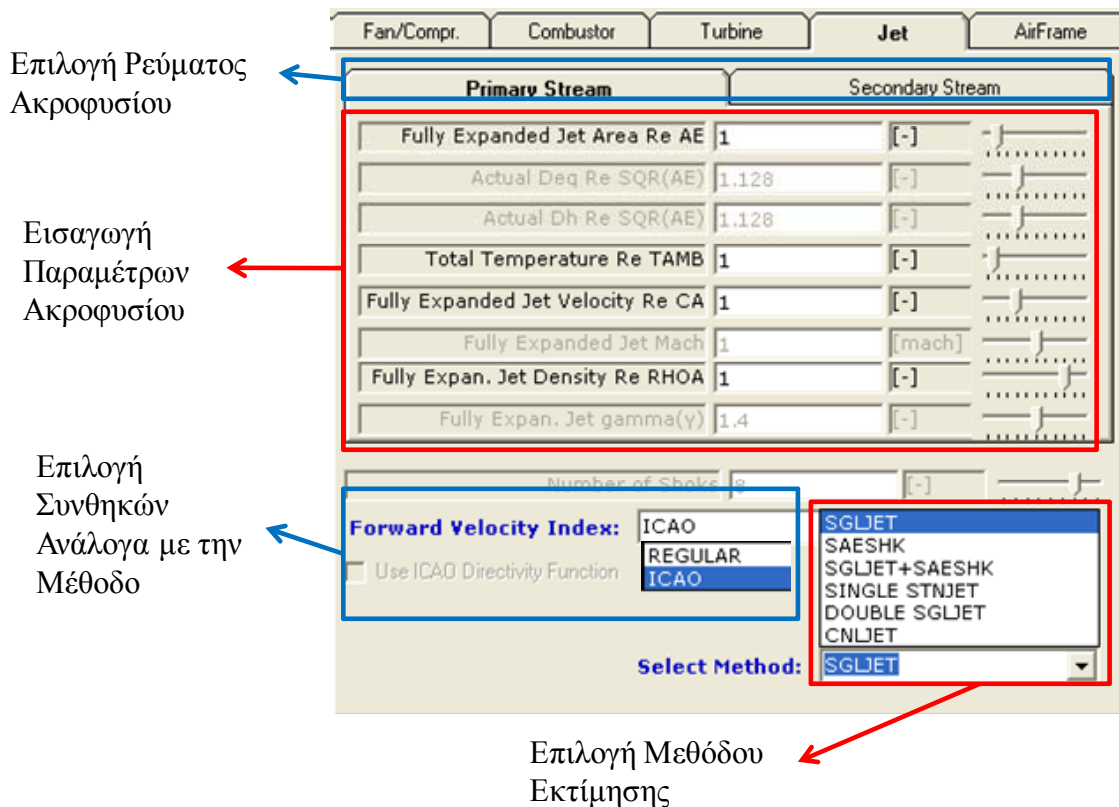 Fan/Compr. Combustor Turbine Jet AirFrame
Επιλογή Ρεύματος
Ακροφυσίου
Primary Stream Secondary Stream
Fully Expanded Jet Area Re AE 1 [-]
Actual Deq Re SQR(AE) 1.128 [-]
Actual Dh Re SQR(AE) 1.128 [-]
Εισαγωγή
Παραμέτρων
Ακροφυσίου
Total Temperature Re TAMB 1 [-]
Fully Expanded Jet Velocity Re CA 1 [-]
Fully Expanded Jet Mach 1 [mach]
Fully Expan. Jet Density Re RHOA 1 [-]
Fully Expan. Jet gamma(γ) 1.4 [-]
Επιλογή
Συνθηκών
Ανάλογα με την
Μέθοδο
Number of Shoks 8 [-]
Forward Velocity Index: ICAO
REGULAR
ICAO
Use ICAO Directivity Function
SGLJET
SAESHK
SGLJET+SAESHK
SINGLE STNJET
DOUBLE SGLJET
CNLJET
Select Method: SGLJET
Επιλογή Μεθόδου
Εκτίμησης